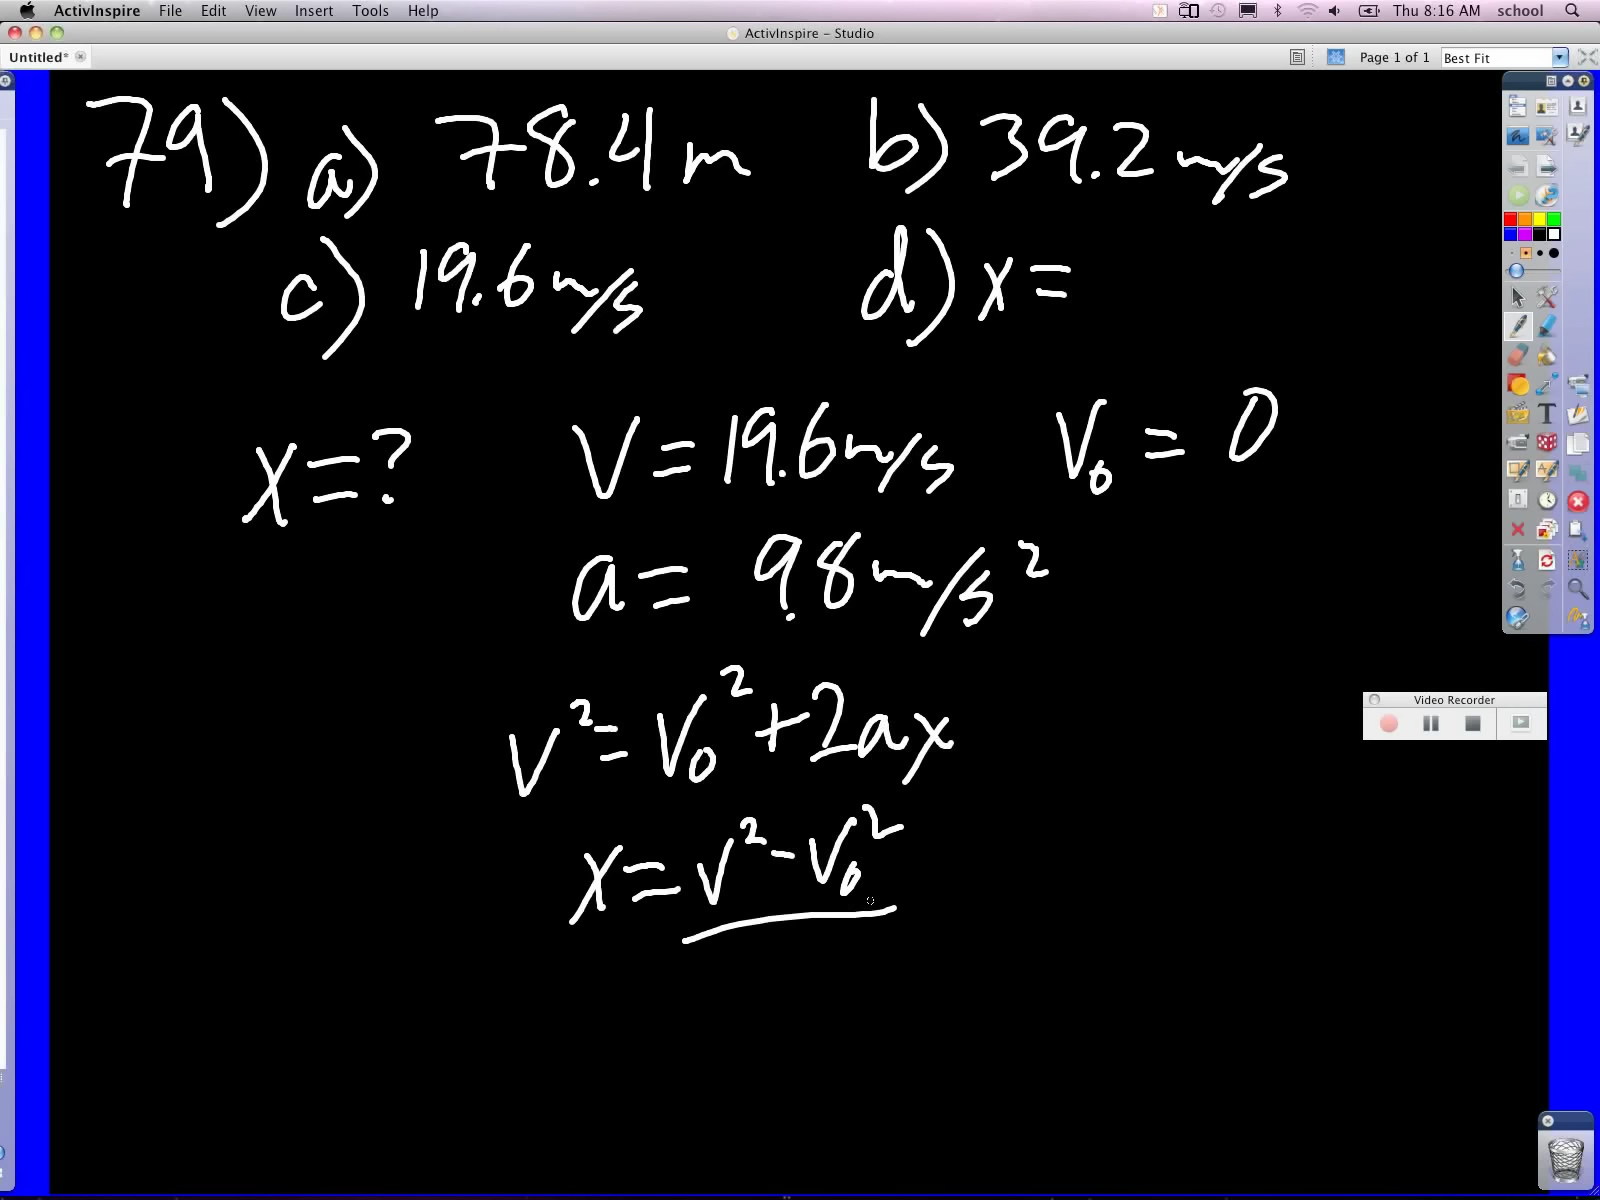 ActivInspire File Edit View Insert Tools Help Thu 8:16 AM school
ActivInspire – Studio
Untitled* Page 1 of 1 Best Fit
79) a) 78.4 m b) 39.2 m/s
c) 19.6 m/s d) x=
x=? V=19.6 m/s V₀ = 0
a= 9.8 m/s²
v²= V₀²+2ax
Video Recorder
x= v²-V₀²